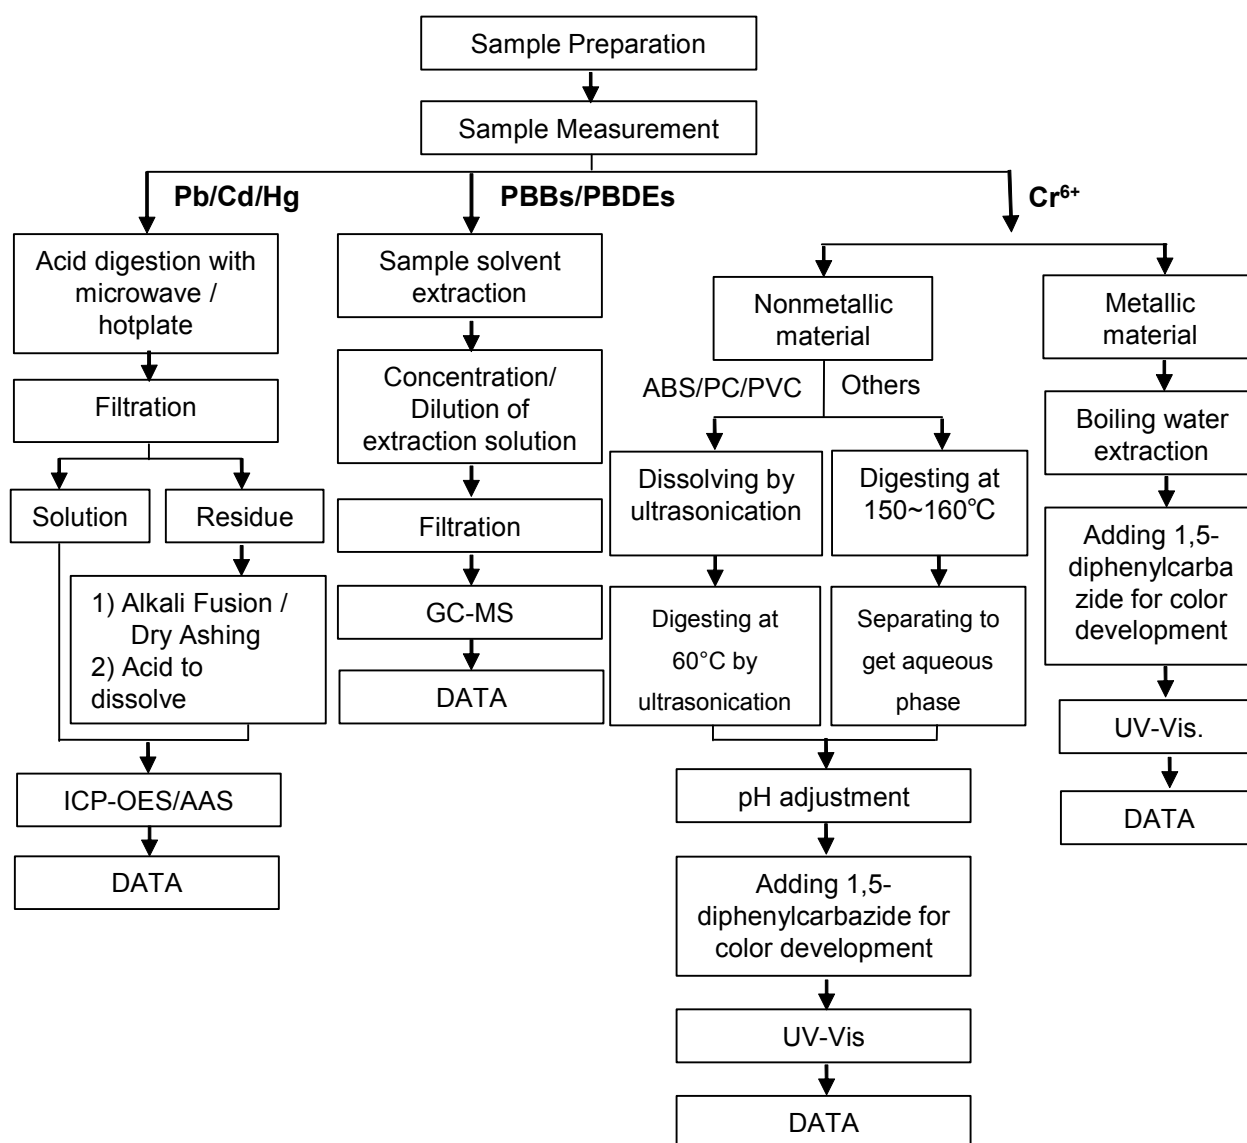 Sample Preparation
Sample Measurement
Pb/Cd/Hg
PBBs/PBDEs
Cr⁶⁺
Acid digestion with
microwave /
hotplate
Filtration
Solution
Residue
1) Alkali Fusion /
Dry Ashing
2) Acid to
dissolve
ICP-OES/AAS
DATA
Sample solvent
extraction
Concentration/
Dilution of
extraction solution
Filtration
GC-MS
DATA
Nonmetallic
material
ABS/PC/PVC
Others
Dissolving by
ultrasonication
Digesting at
60°C by
ultrasonication
Digesting at
150~160℃
Separating to
get aqueous
phase
pH adjustment
Adding 1,5-
diphenylcarbazide for
color development
UV-Vis
DATA
Metallic
material
Boiling water
extraction
Adding 1,5-
diphenylcarba
zide for color
development
UV-Vis.
DATA